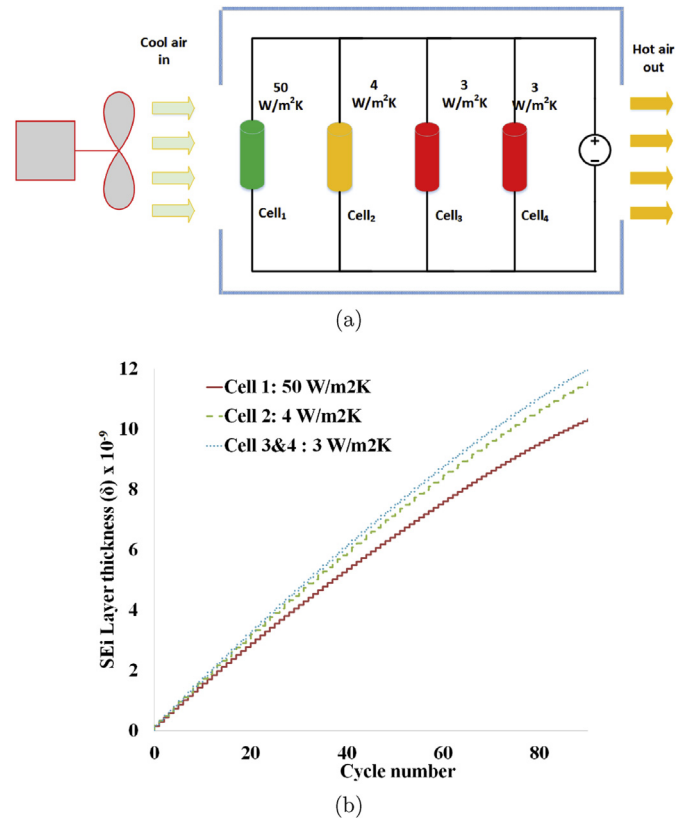 Cool air
in
Hot air
out
50
W/m²K
4
W/m²K
3
W/m²K
3
W/m²K
+
−
Cell₁
Cell₂
Cell₃
Cell₄
(a)
12
10
8
6
4
2
0
SEi Layer thickness (δ) x 10⁻⁹
Cell 1: 50 W/m2K
Cell 2: 4 W/m2K
Cell 3&4 : 3 W/m2K
0
20
40
60
80
Cycle number
(b)